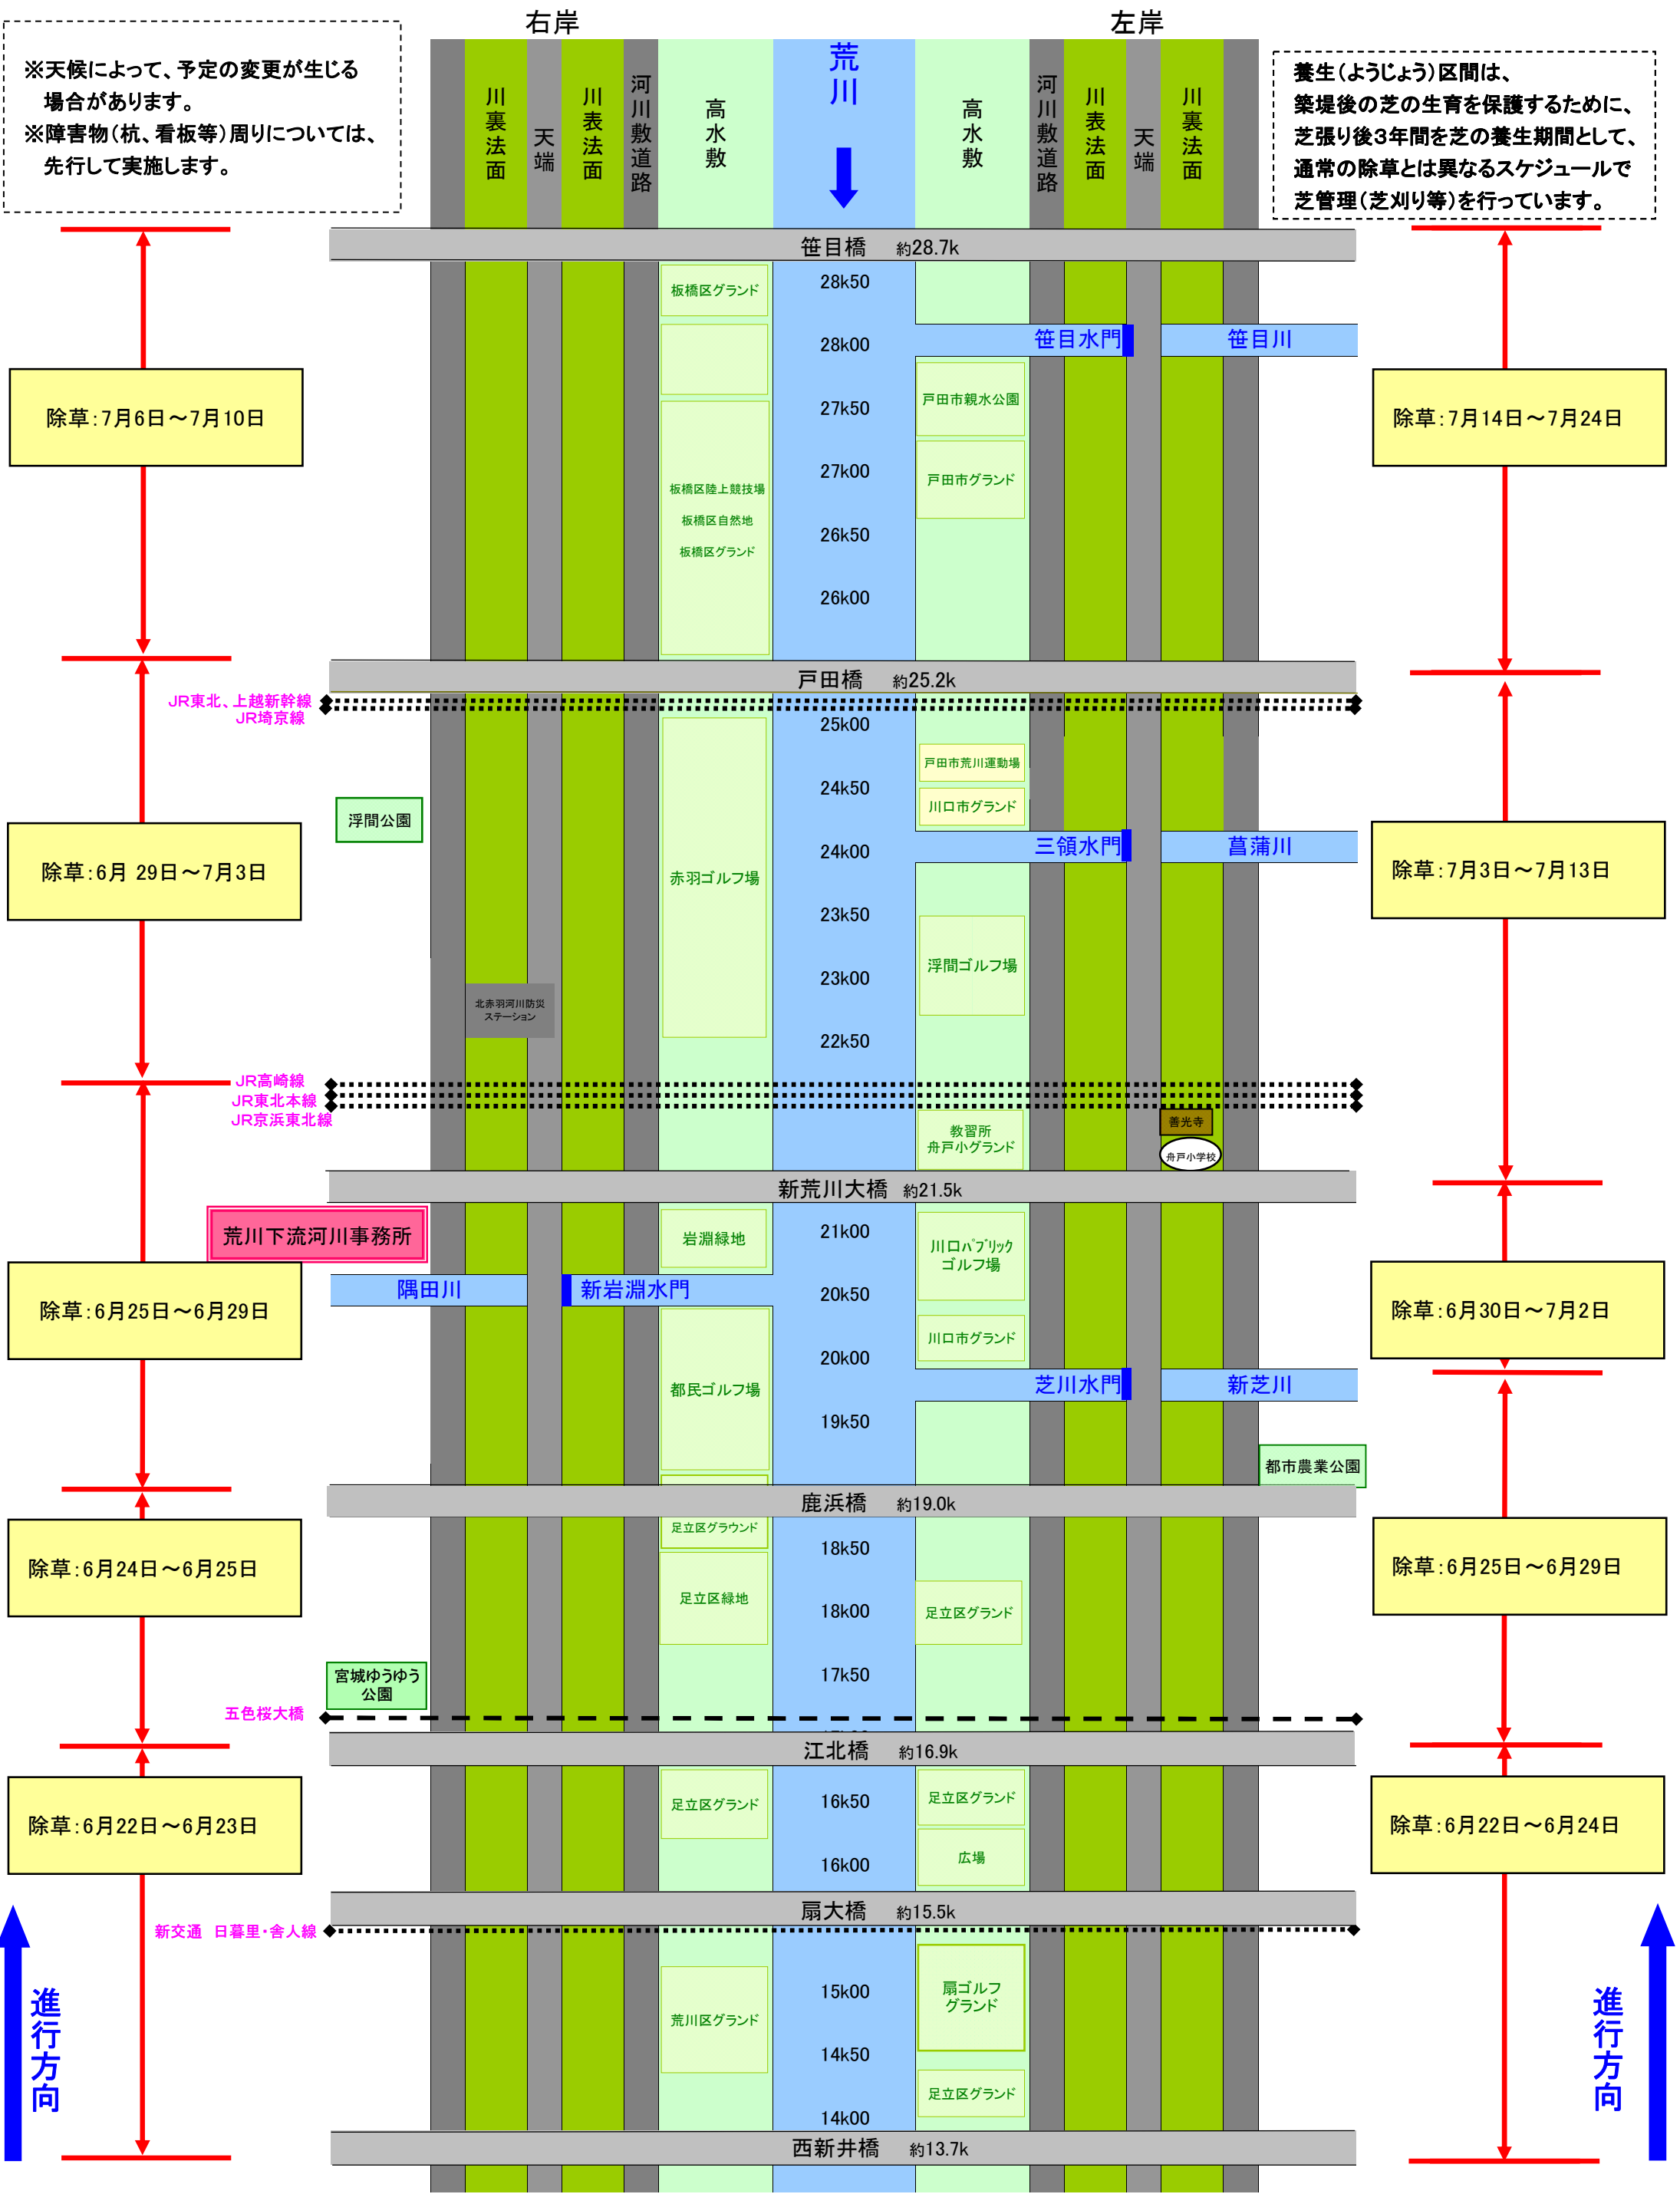 右岸
左岸
※天候によって、予定の変更が生じる
場合があります。
※障害物（杭、看板等）周りについては、
先行して実施します。
川裏法面
天端
川表法面
河川敷道路
高水敷
荒川
高水敷
河川敷道路
川表法面
天端
川裏法面
養生（ようじょう）区間は、
築堤後の芝の生育を保護するために、
芝張り後３年間を芝の養生期間として、
通常の除草とは異なるスケジュールで
芝管理（芝刈り等）を行っています。
笹目橋 約28.7k
板橋区グランド
28k50
28k00
笹目水門
笹目川
戸田市親水公園
27k50
除草：7月6日～7月10日
除草：7月14日～7月24日
27k00
戸田市グランド
板橋区陸上競技場
板橋区自然地
板橋区グランド
26k50
26k00
戸田橋 約25.2k
JR東北、上越新幹線
JR埼京線
25k00
戸田市荒川運動場
24k50
川口市グランド
浮間公園
24k00
三領水門
菖蒲川
除草：6月 29日～7月3日
赤羽ゴルフ場
除草：7月3日～7月13日
23k50
浮間ゴルフ場
23k00
北赤羽河川防災
ステーション
22k50
JR高崎線
JR東北本線
JR京浜東北線
教習所
舟戸小グランド
善光寺
舟戸小学校
新荒川大橋 約21.5k
荒川下流河川事務所
岩淵緑地
21k00
川口パブリック
ゴルフ場
隅田川
新岩淵水門
20k50
除草：6月25日～6月29日
除草：6月30日～7月2日
川口市グランド
20k00
都民ゴルフ場
芝川水門
新芝川
19k50
都市農業公園
鹿浜橋 約19.0k
足立区グラウンド
18k50
除草：6月24日～6月25日
除草：6月25日～6月29日
足立区緑地
18k00
足立区グランド
17k50
宮城ゆうゆう
公園
五色桜大橋
江北橋 約16.9k
足立区グランド
16k50
足立区グランド
除草：6月22日～6月23日
除草：6月22日～6月24日
16k00
広場
扇大橋 約15.5k
新交通 日暮里・舎人線
15k00
扇ゴルフ
グランド
荒川区グランド
14k50
足立区グランド
14k00
進行方向
進行方向
西新井橋 約13.7k